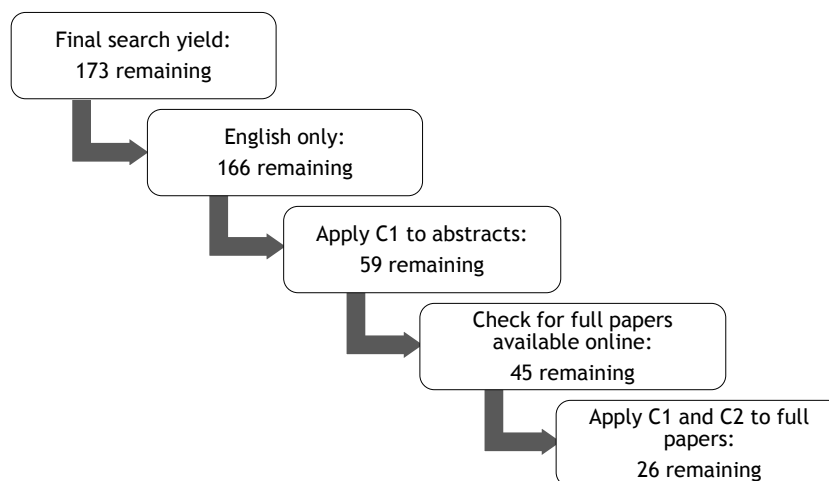 Final search yield:
173 remaining
English only:
166 remaining
Apply C1 to abstracts:
59 remaining
Check for full papers
available online:
45 remaining
Apply C1 and C2 to full
papers:
26 remaining